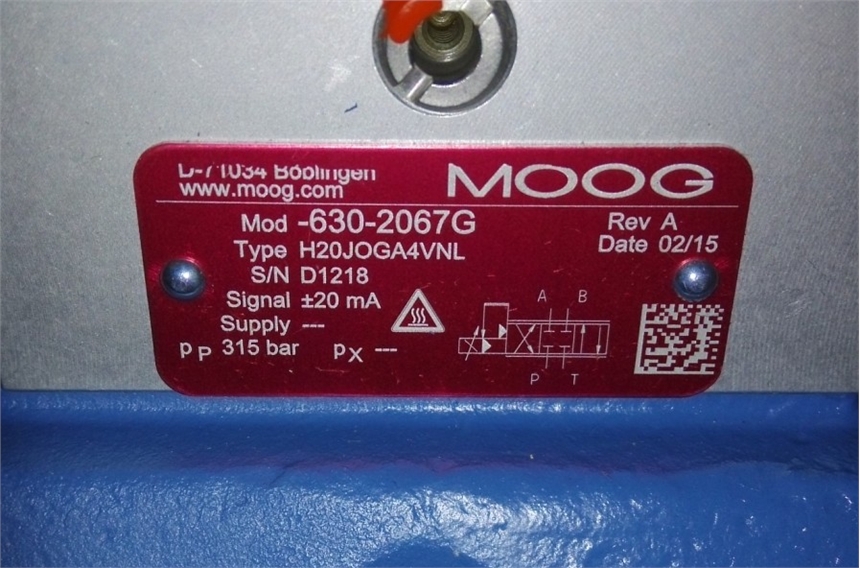 D-71034 Böblingen
www.moog.com
MOOG
Mod -630-2067G
Rev A
Type H20JOGA4VNL
Date 02/15
S/N D1218
Signal ±20 mA
Supply ---
pP 315 bar pX ---
A B
P T